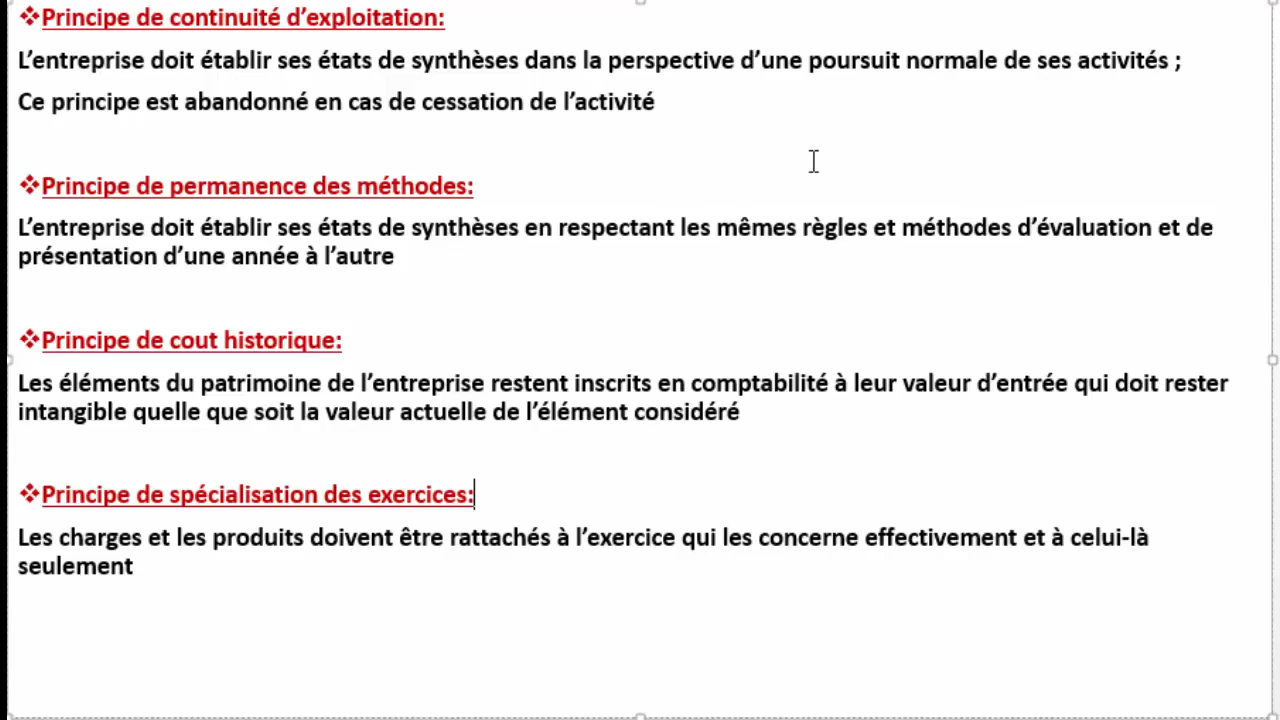 ❖Principe de continuité d’exploitation:
L’entreprise doit établir ses états de synthèses dans la perspective d’une poursuit normale de ses activités ;
Ce principe est abandonné en cas de cessation de l’activité
❖Principe de permanence des méthodes:
L’entreprise doit établir ses états de synthèses en respectant les mêmes règles et méthodes d’évaluation et de
présentation d’une année à l’autre
❖Principe de cout historique:
Les éléments du patrimoine de l’entreprise restent inscrits en comptabilité à leur valeur d’entrée qui doit rester
intangible quelle que soit la valeur actuelle de l’élément considéré
❖Principe de spécialisation des exercices:
Les charges et les produits doivent être rattachés à l’exercice qui les concerne effectivement et à celui-là
seulement